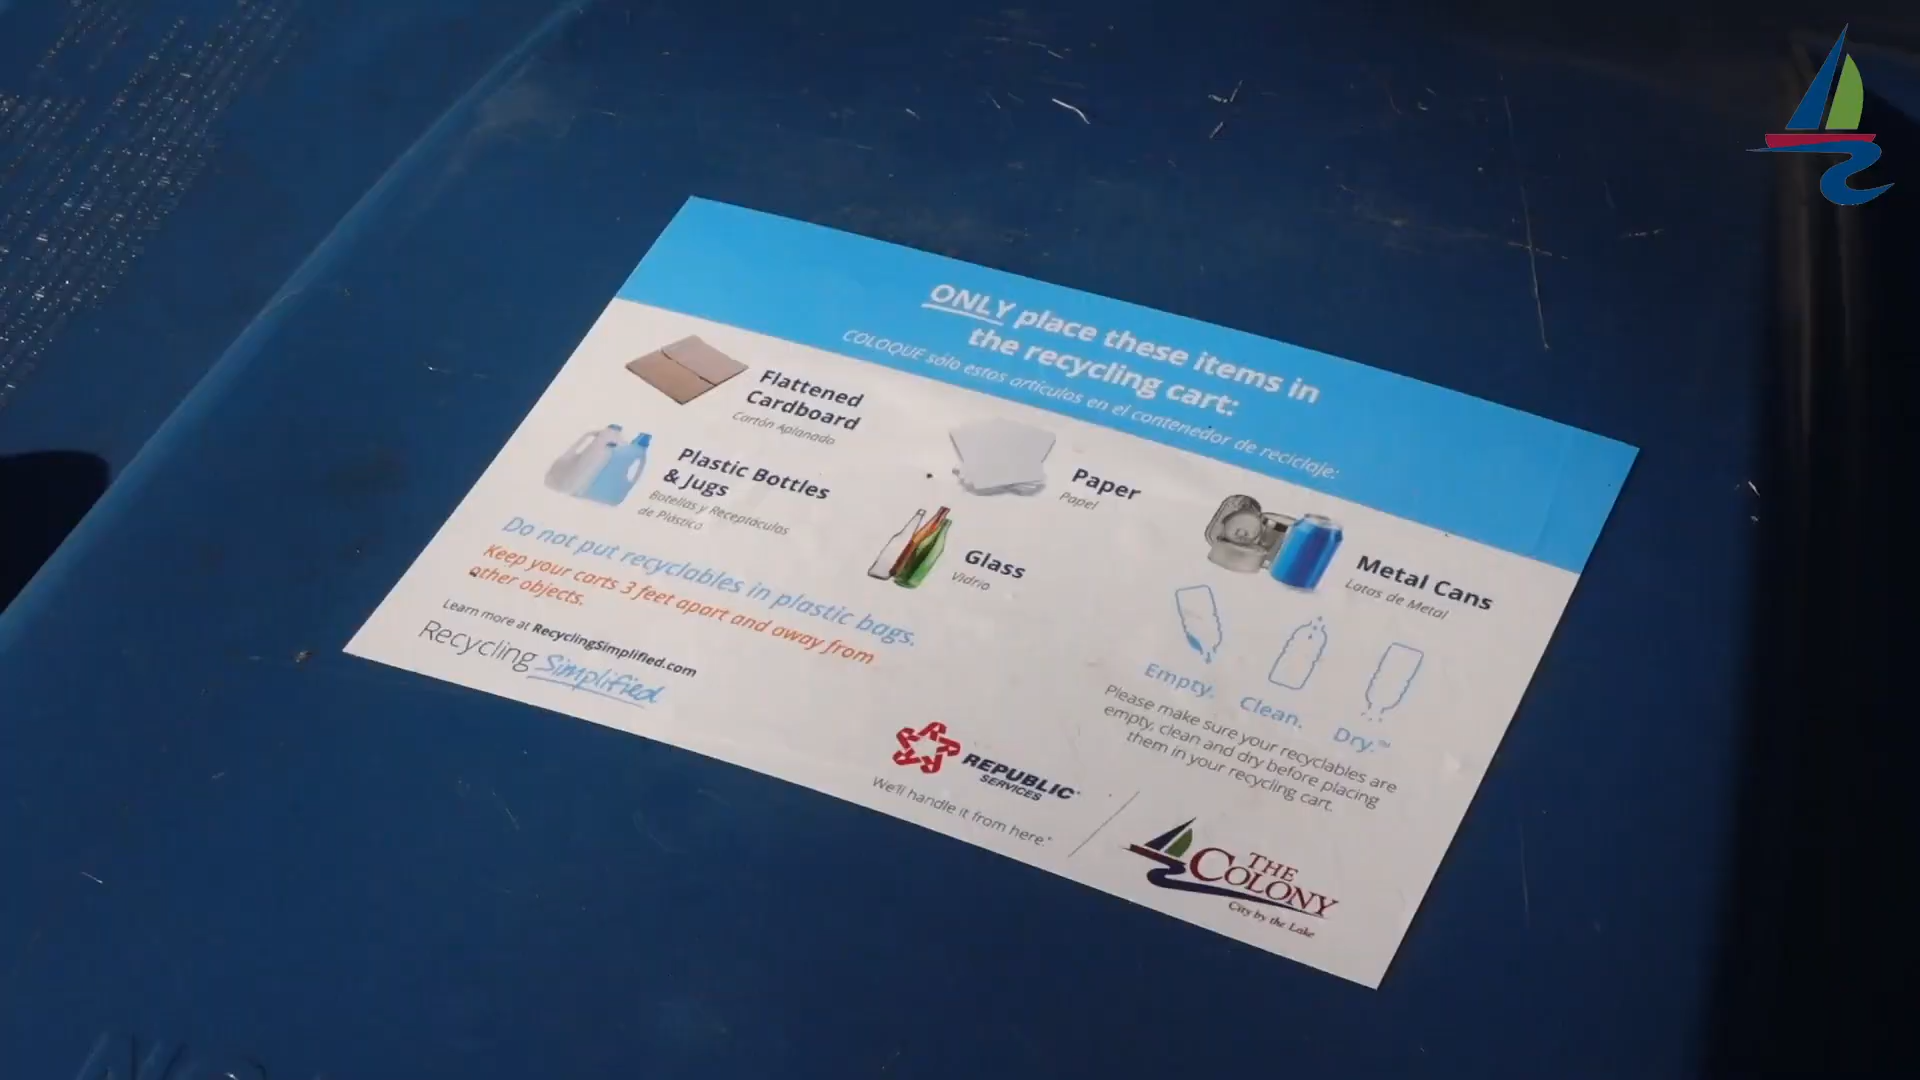 ONLY place these items in
the recycling cart:
COLOQUE sólo estos artículos en el contenedor de reciclaje:
Flattened
Cardboard
Cartón Aplanado
Plastic Bottles
& Jugs
Botellas y Receptáculos
de Plástico
Paper
Papel
Glass
Vidrio
Metal Cans
Latas de Metal
Do not put recyclables in plastic bags.
Keep your carts 3 feet apart and away from
other objects.
Learn more at RecyclingSimplified.com
Recycling Simplified
Empty.
Clean.
Dry.™
Please make sure your recyclables are
empty, clean and dry before placing
them in your recycling cart.
REPUBLIC
SERVICES
We'll handle it from here.®
THE
COLONY
City by the Lake